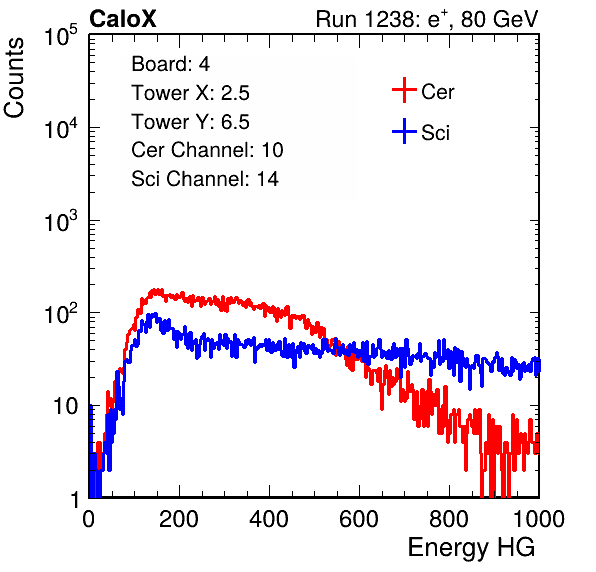 CaloX Run 1238: e⁺, 80 GeV
Counts
10⁵
10⁴
10³
10²
10
1
Board: 4
Tower X: 2.5
Tower Y: 6.5
Cer Channel: 10
Sci Channel: 14
Cer
Sci
0 200 400 600 800 1000
Energy HG